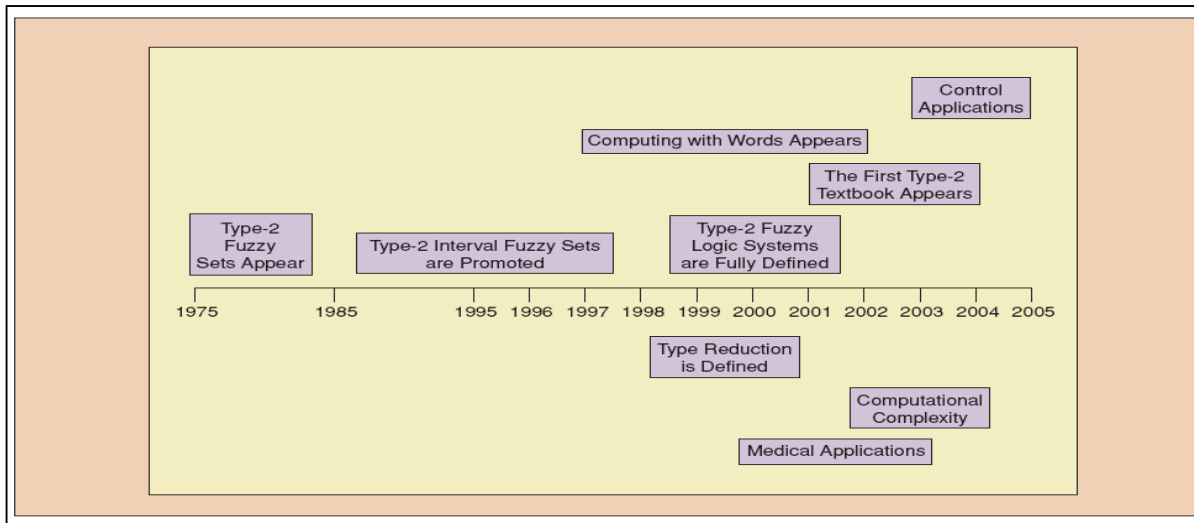 Control
Applications
Computing with Words Appears
The First Type-2
Textbook Appears
Type-2
Fuzzy
Sets Appear
Type-2 Interval Fuzzy Sets
are Promoted
Type-2 Fuzzy
Logic Systems
are Fully Defined
1975 1985 1995 1996 1997 1998 1999 2000 2001 2002 2003 2004 2005
Type Reduction
is Defined
Computational
Complexity
Medical Applications